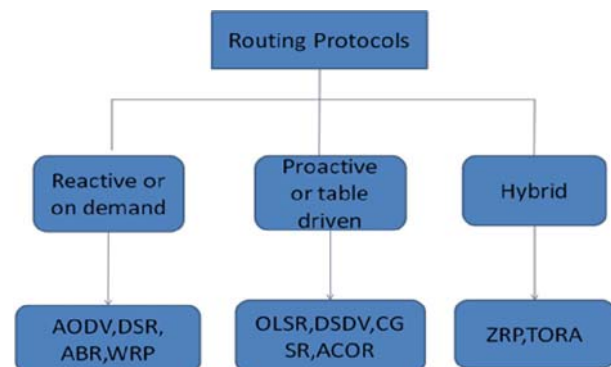 Routing Protocols
Reactive or
on demand
Proactive
or table
driven
Hybrid
AODV,DSR,
ABR,WRP
OLSR,DSDV,CG
SR,ACOR
ZRP,TORA